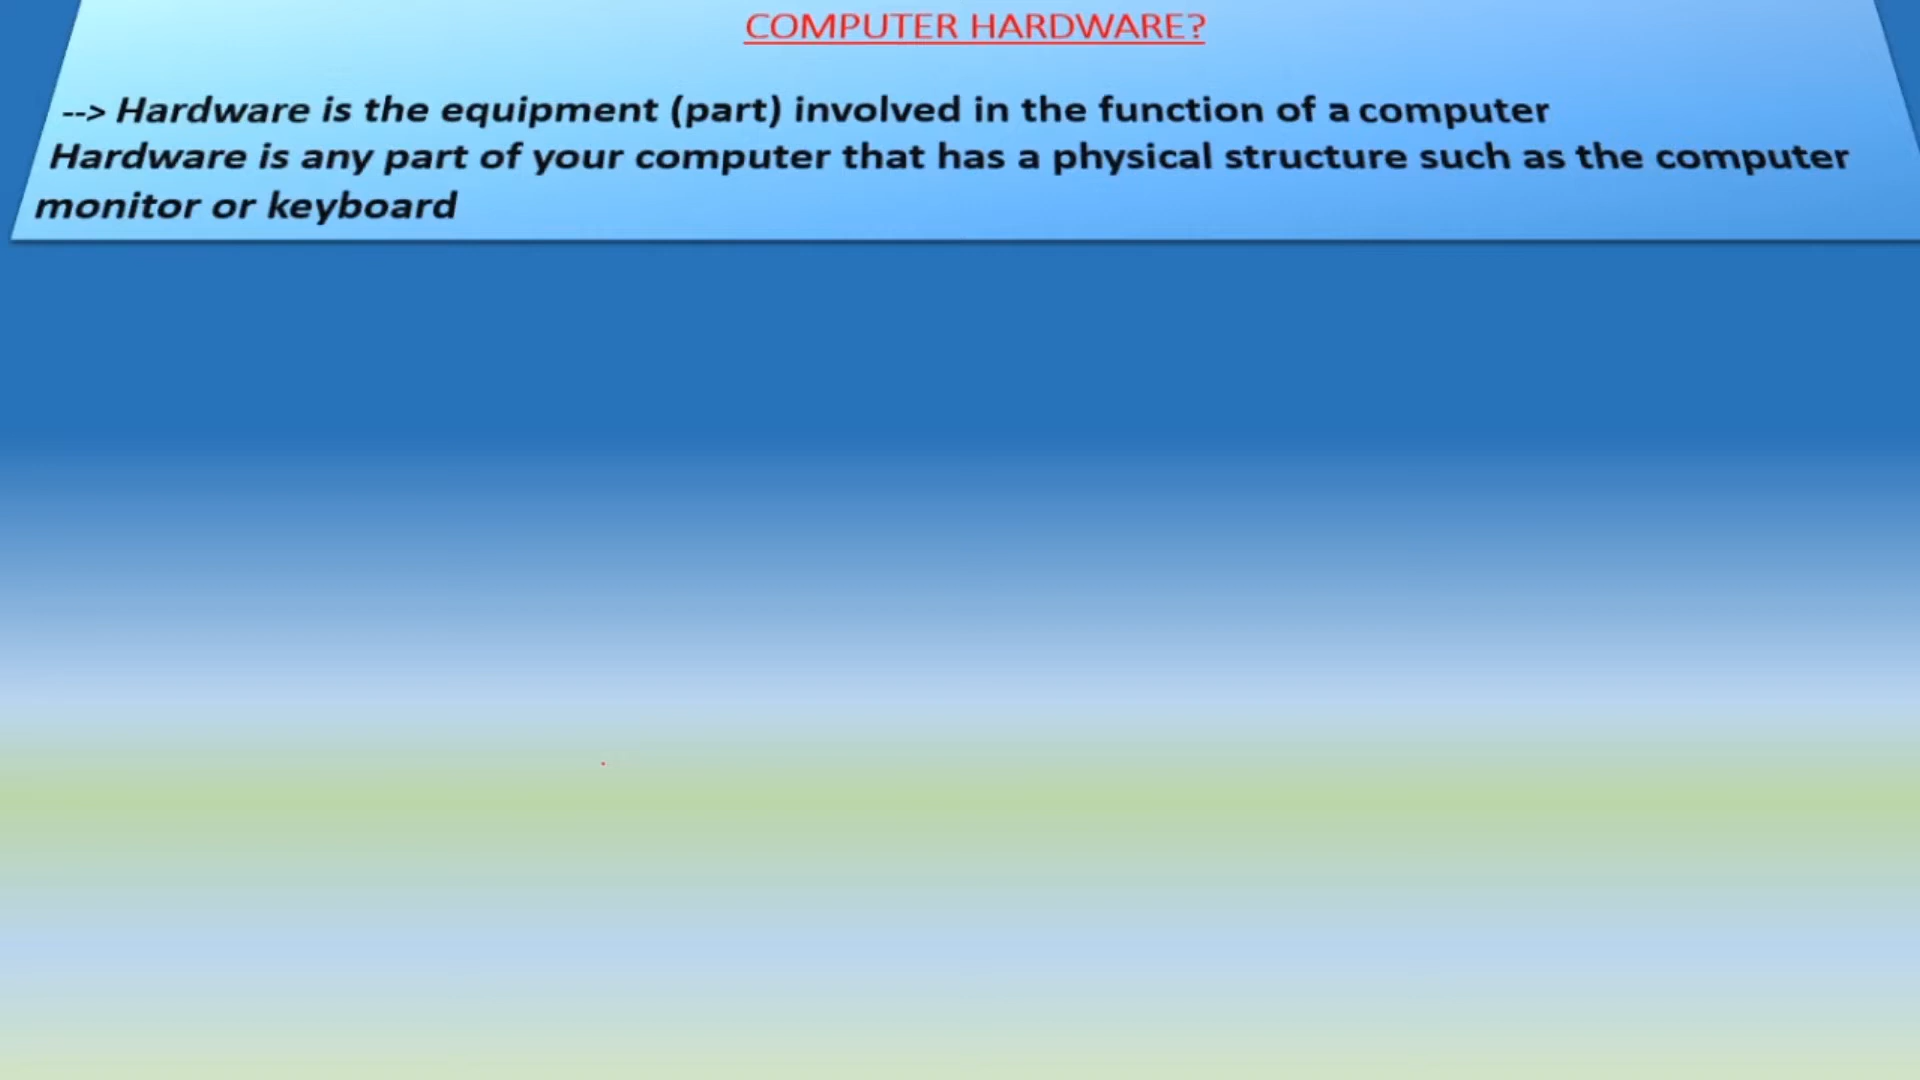 COMPUTER HARDWARE?
--> Hardware is the equipment (part) involved in the function of a computer
Hardware is any part of your computer that has a physical structure such as the computer
monitor or keyboard